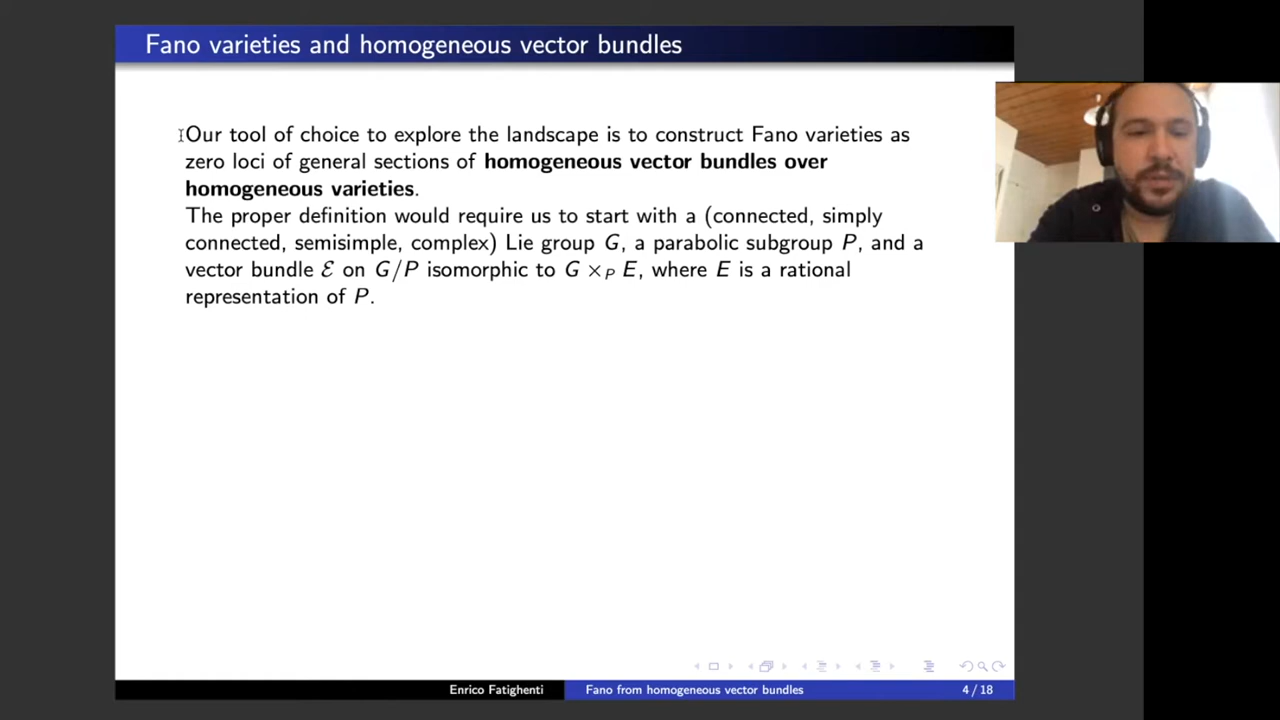 Fano varieties and homogeneous vector bundles
Our tool of choice to explore the landscape is to construct Fano varieties as
zero loci of general sections of homogeneous vector bundles over
homogeneous varieties.
The proper definition would require us to start with a (connected, simply
connected, semisimple, complex) Lie group G, a parabolic subgroup P, and a
vector bundle ℰ on G/P isomorphic to G ×_P E, where E is a rational
representation of P.
Enrico Fatighenti
Fano from homogeneous vector bundles
4 / 18